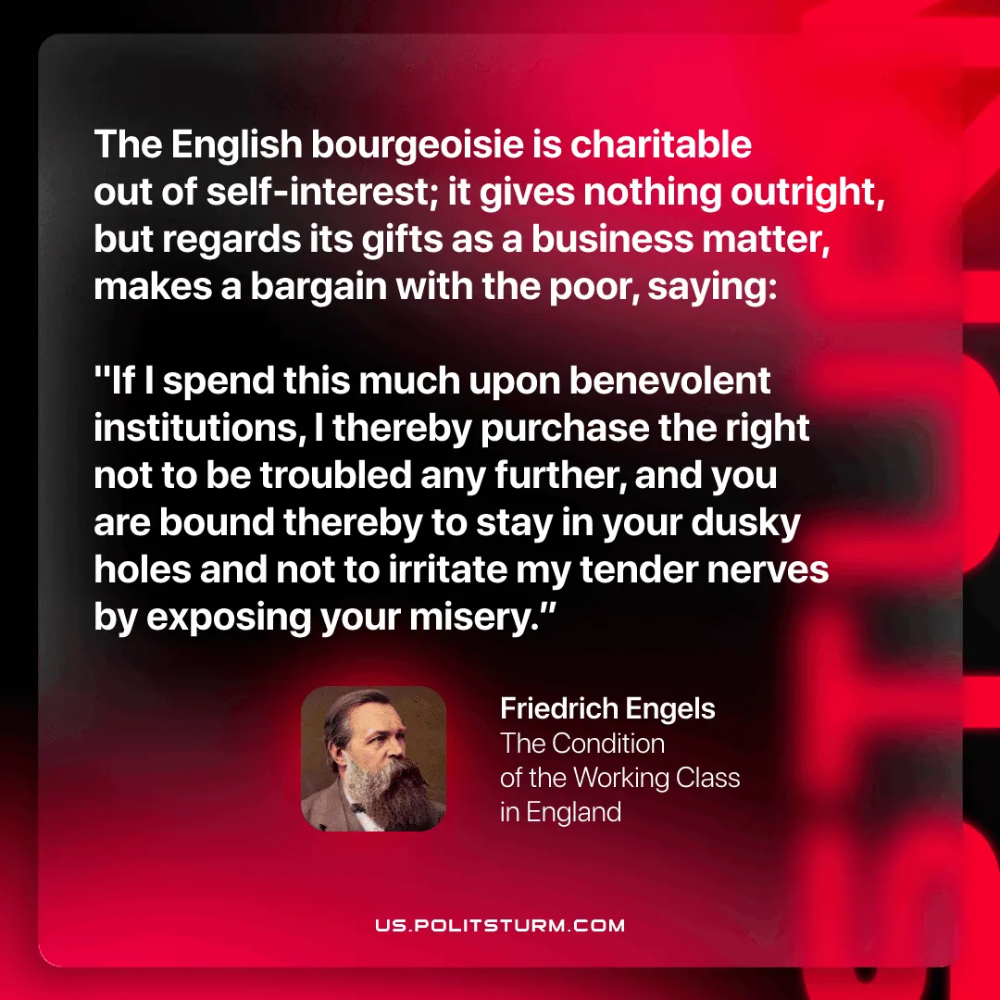 The English bourgeoisie is charitable
out of self-interest; it gives nothing outright,
but regards its gifts as a business matter,
makes a bargain with the poor, saying:
"If I spend this much upon benevolent
institutions, I thereby purchase the right
not to be troubled any further, and you
are bound thereby to stay in your dusky
holes and not to irritate my tender nerves
by exposing your misery.”
Friedrich Engels
The Condition
of the Working Class
in England
US.POLITSTURM.COM